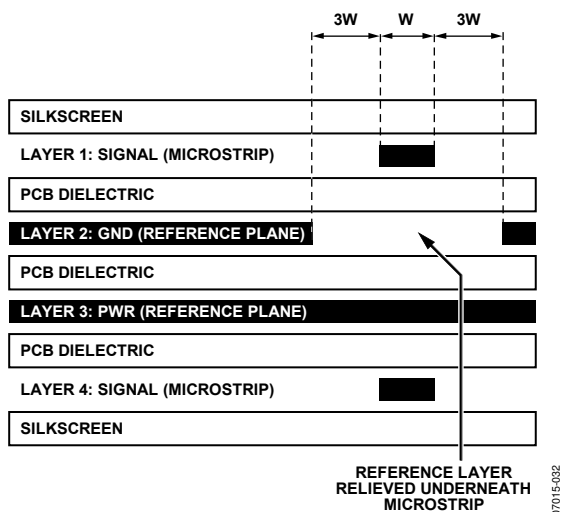 3W W 3W
SILKSCREEN
LAYER 1: SIGNAL (MICROSTRIP)
PCB DIELECTRIC
LAYER 2: GND (REFERENCE PLANE)
PCB DIELECTRIC
LAYER 3: PWR (REFERENCE PLANE)
PCB DIELECTRIC
LAYER 4: SIGNAL (MICROSTRIP)
SILKSCREEN
REFERENCE LAYER
RELIEVED UNDERNEATH
MICROSTRIP
07015-032